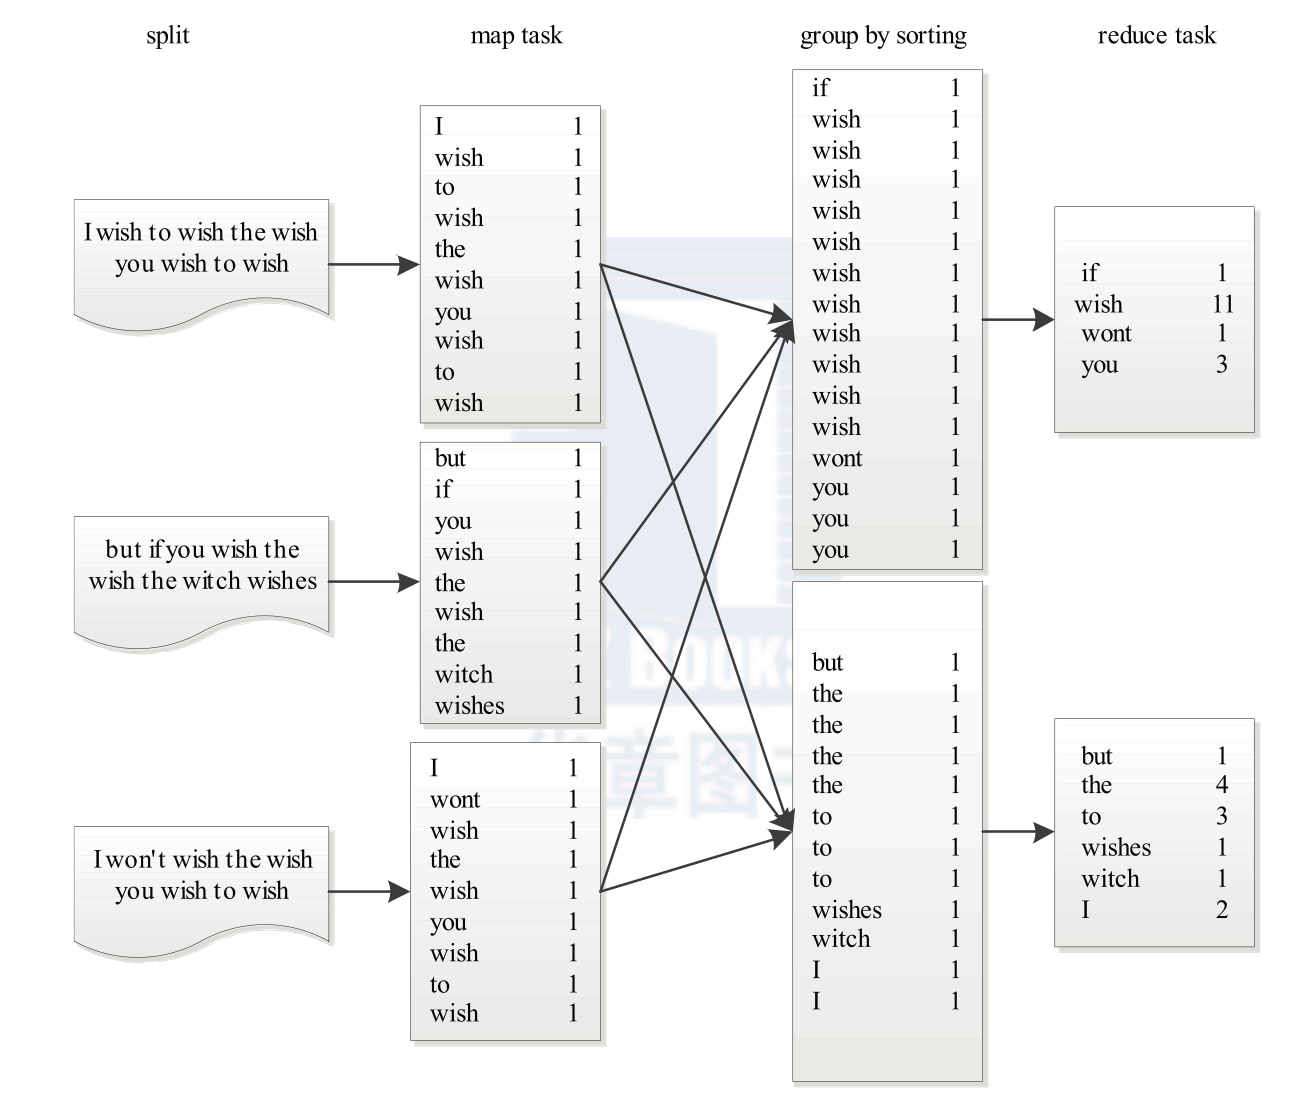 split
map task
group by sorting
reduce task
I wish to wish the wish
you wish to wish
but if you wish the
wish the witch wishes
I won't wish the wish
you wish to wish
I 1
wish 1
to 1
wish 1
the 1
wish 1
you 1
wish 1
to 1
wish 1
but 1
if 1
you 1
wish 1
the 1
wish 1
the 1
witch 1
wishes 1
I 1
wont 1
wish 1
the 1
wish 1
you 1
wish 1
to 1
wish 1
if 1
wish 1
wish 1
wish 1
wish 1
wish 1
wish 1
wish 1
wish 1
wish 1
wish 1
wish 1
wont 1
you 1
you 1
you 1
but 1
the 1
the 1
the 1
the 1
to 1
to 1
to 1
wishes 1
witch 1
I 1
I 1
if 1
wish 11
wont 1
you 3
but 1
the 4
to 3
wishes 1
witch 1
I 2
BOOKS
章图